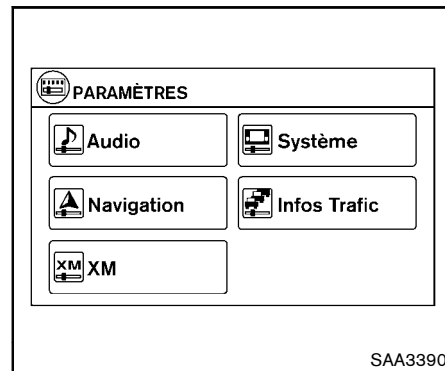 PARAMÈTRES
Audio
Système
Navigation
Infos Trafic
XM XM
SAA3390